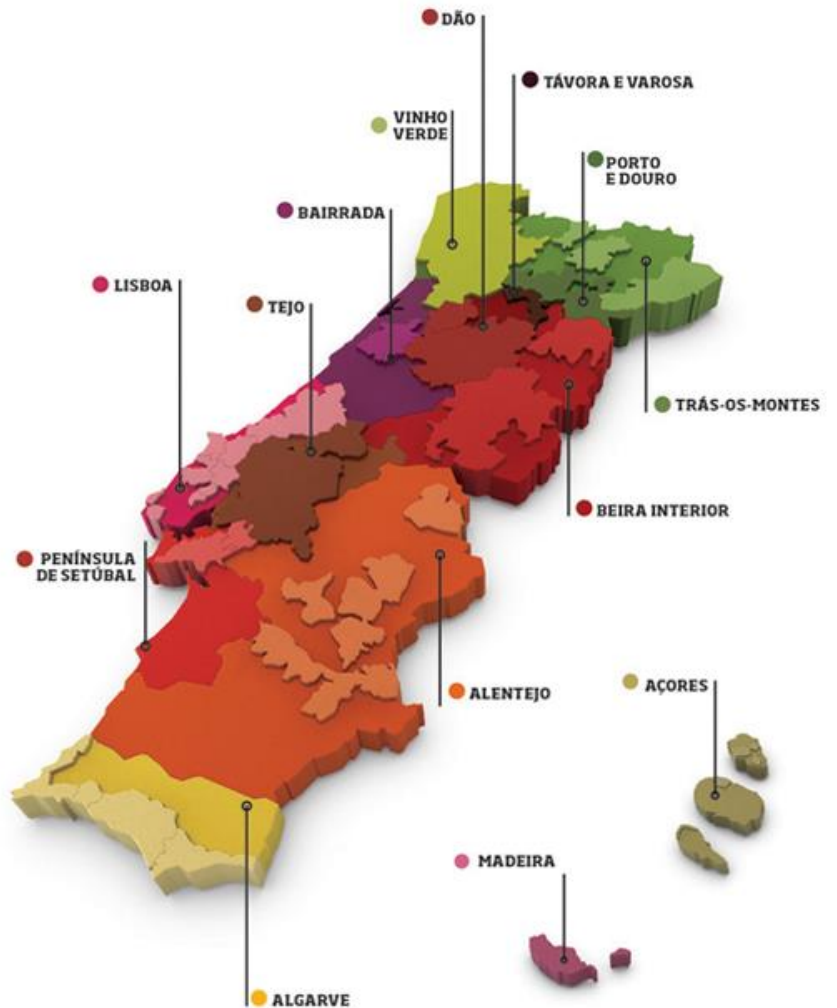 DÃO
TÁVORA E VAROSA
VINHO
VERDE
PORTO
E DOURO
BAIRRADA
LISBOA
TEJO
TRÁS-OS-MONTES
BEIRA INTERIOR
PENÍNSULA
DE SETÚBAL
ALENTEJO
AÇORES
MADEIRA
ALGARVE